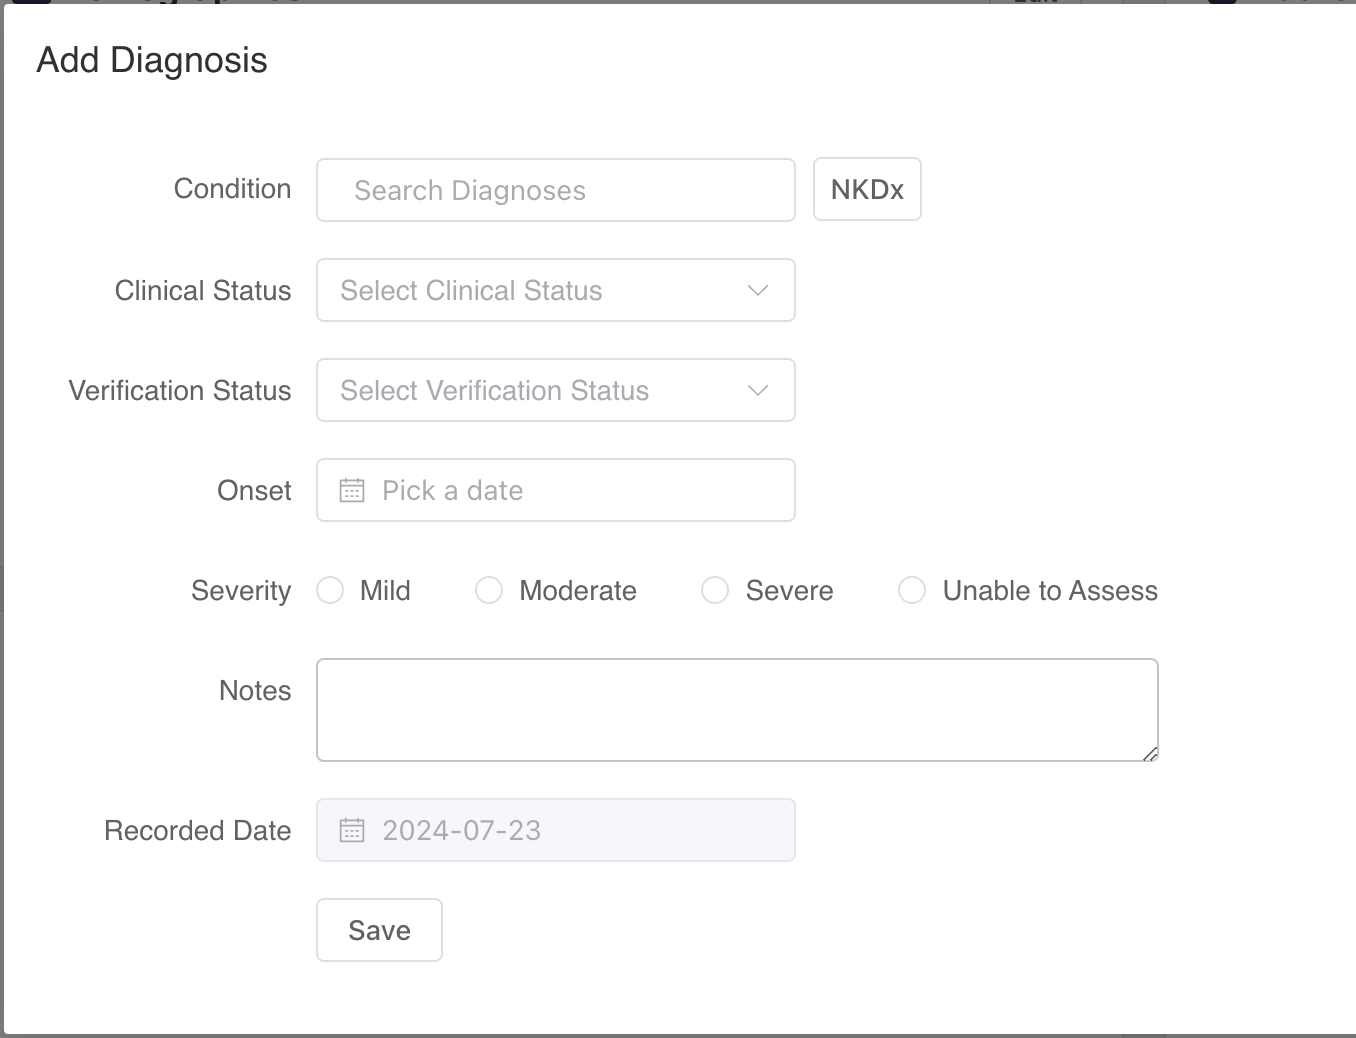 Add Diagnosis
Condition Search Diagnoses NKDx
Clinical Status Select Clinical Status
Verification Status Select Verification Status
Onset Pick a date
Severity Mild Moderate Severe Unable to Assess
Notes
Recorded Date 2024-07-23
Save